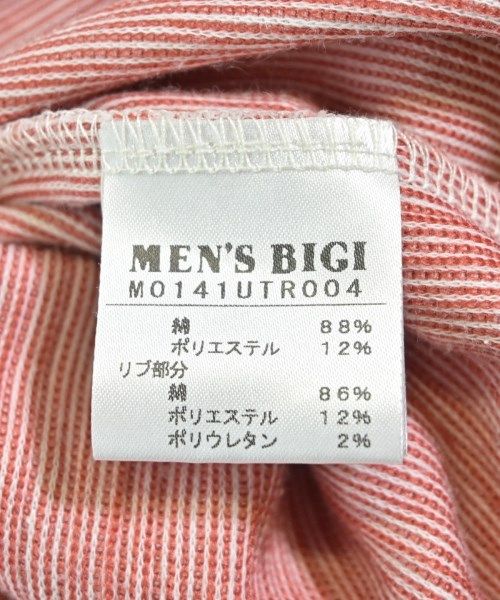 MEN'S BIGI
M0141UTR004
綿 88%
ポリエステル 12%
リブ部分
綿 86%
ポリエステル 12%
ポリウレタン 2%